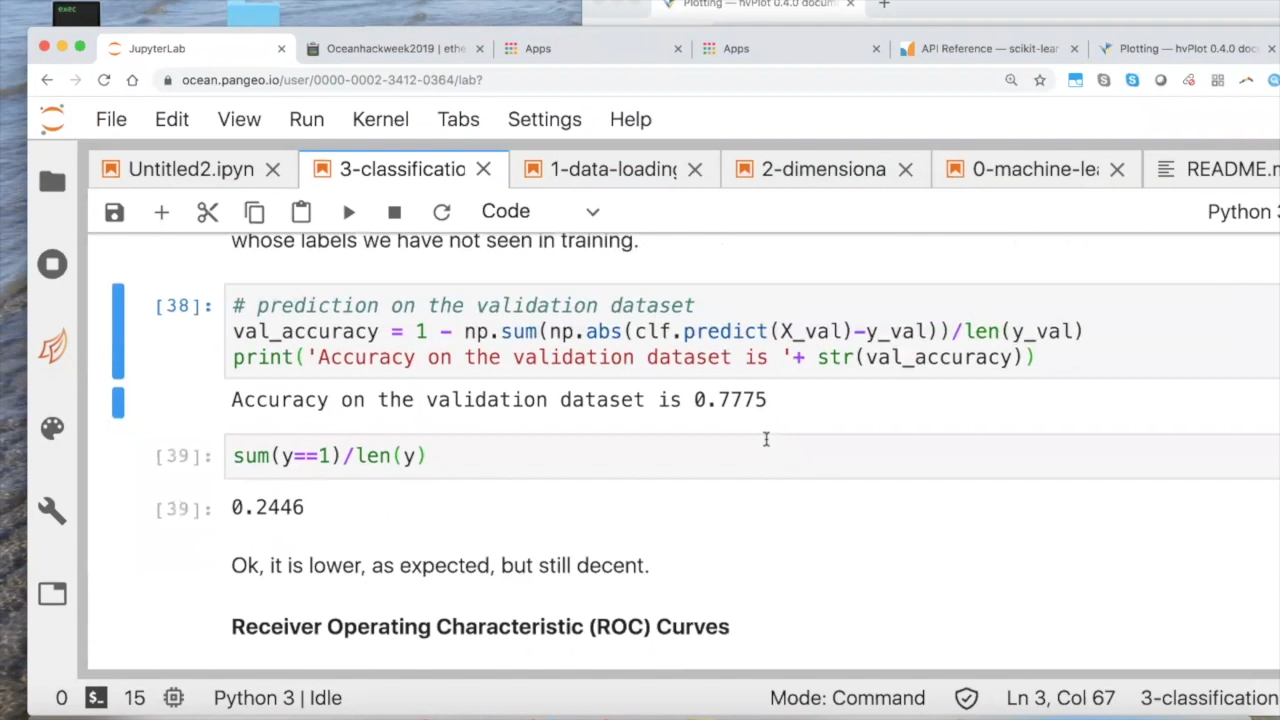 exec
Plotting — hvPlot 0.4.0 docum
JupyterLab
Oceanhackweek2019 | ethe
Apps
Apps
API Reference — scikit-lear
Plotting — hvPlot 0.4.0 doc
ocean.pangeo.io/user/0000-0002-3412-0364/lab?
File Edit View Run Kernel Tabs Settings Help
Untitled2.ipyn
3-classificatio
1-data-loading
2-dimensiona
0-machine-le
README.m
Code
Python 3
whose labels we have not seen in training.
[38]:
# prediction on the validation dataset
val_accuracy = 1 - np.sum(np.abs(clf.predict(X_val)-y_val))/len(y_val)
print('Accuracy on the validation dataset is '+ str(val_accuracy))
Accuracy on the validation dataset is 0.7775
[39]:
sum(y==1)/len(y)
[39]:
0.2446
Ok, it is lower, as expected, but still decent.
Receiver Operating Characteristic (ROC) Curves
0 $_ 15 Python 3 | Idle Mode: Command Ln 3, Col 67 3-classification